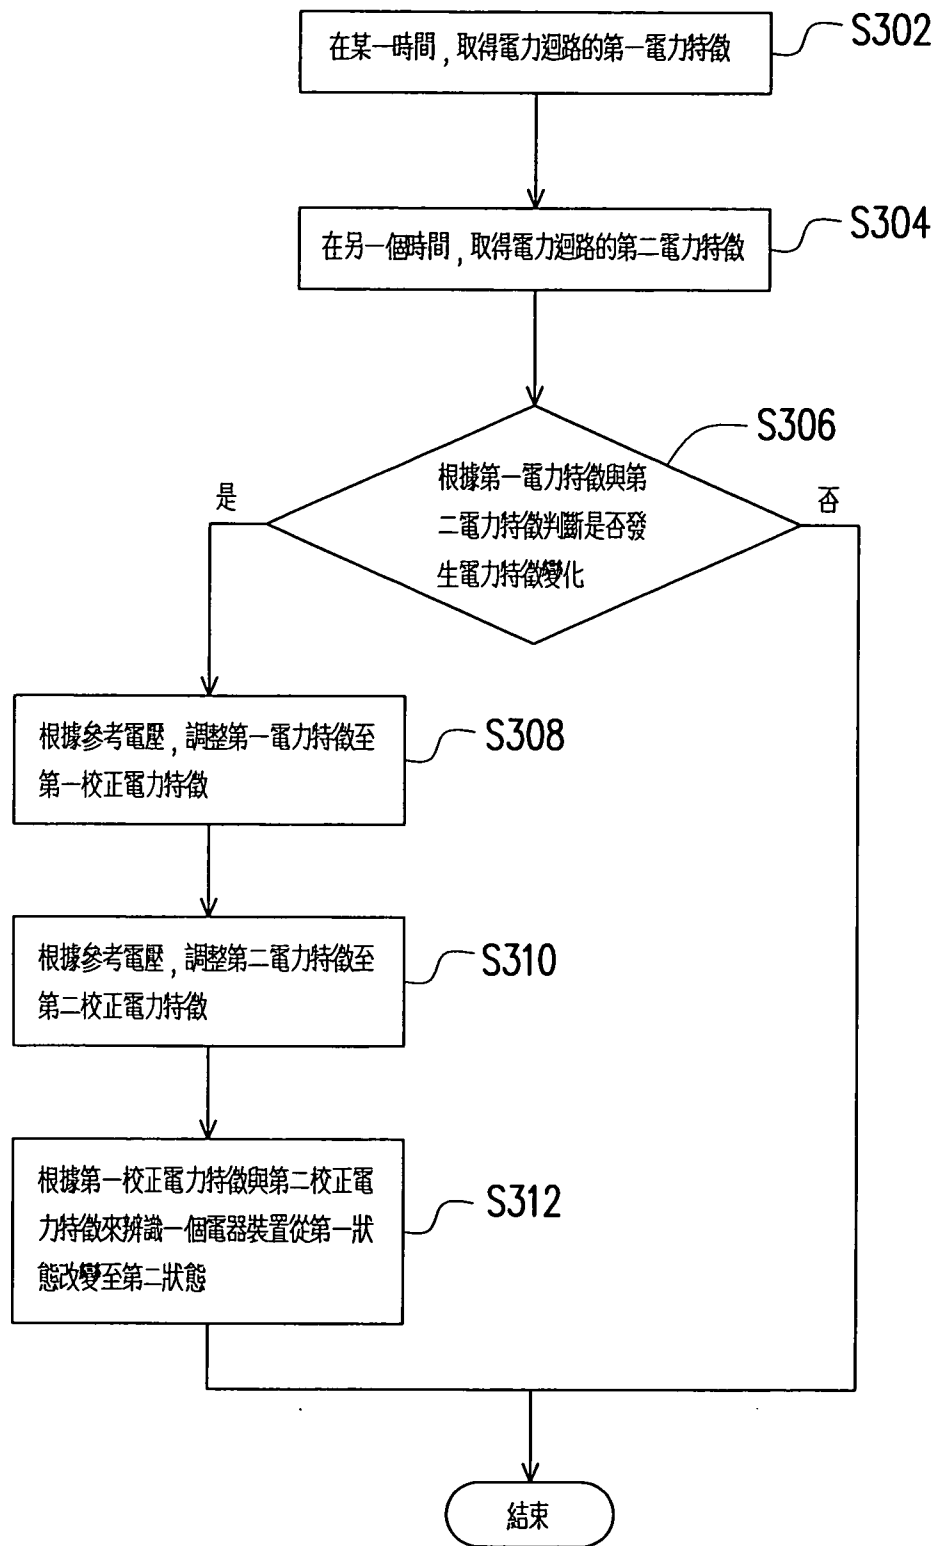 在某一時間,取得電力迴路的第一電力特徵
S302
在另一個時間,取得電力迴路的第二電力特徵
S304
S306
根據第一電力特徵與第
二電力特徵判斷是否發
生電力特徵變化
是
否
根據參考電壓,調整第一電力特徵至
第一校正電力特徵
S308
根據參考電壓,調整第二電力特徵至
第二校正電力特徵
S310
根據第一校正電力特徵與第二校正電
力特徵來辨識一個電器裝置從第一狀
態改變至第二狀態
S312
結束